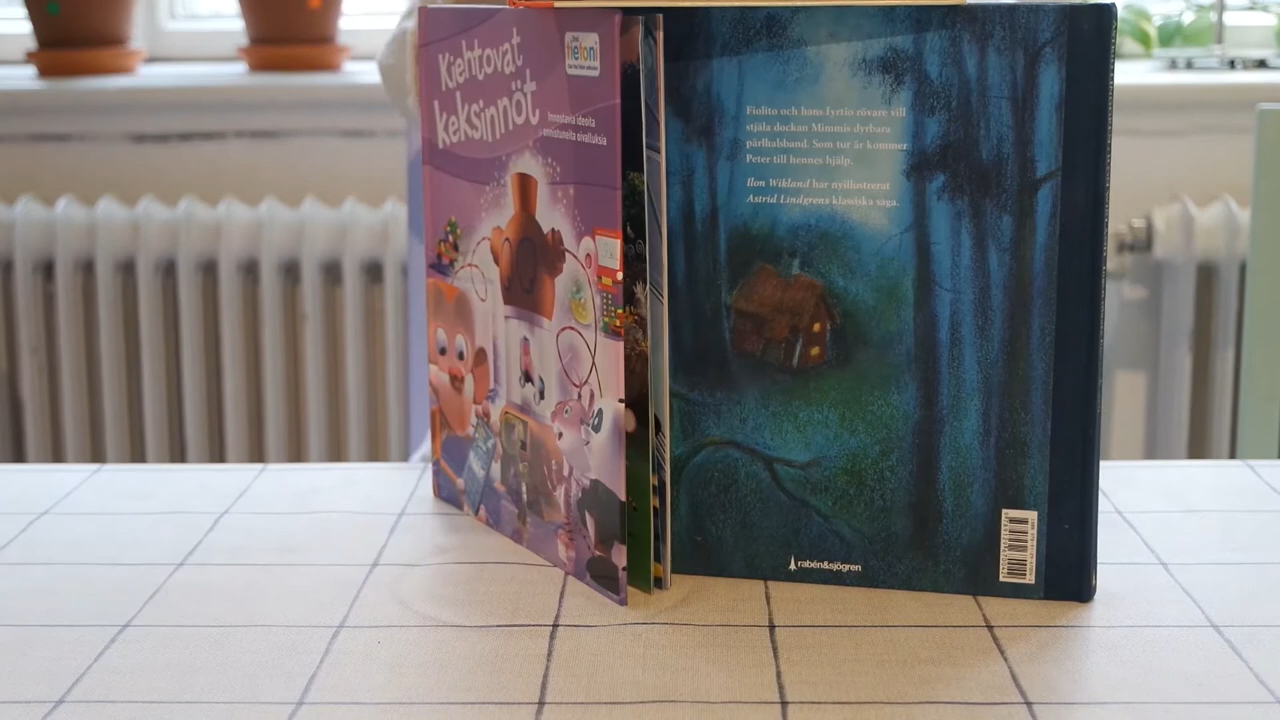 Kiehtovat
keksinnöt
tietoni
Innostavia ideoita
onnistuneita oivalluksia
Fiolito och hans fyrtio rövare vill
stjäla dockan Mimmis dyrbara
pärlhalsband. Som tur är kommer
Peter till hennes hjälp.
Ilon Wikland har nyillustrerat
Astrid Lindgrens klassiska saga.
rabén&sjögren